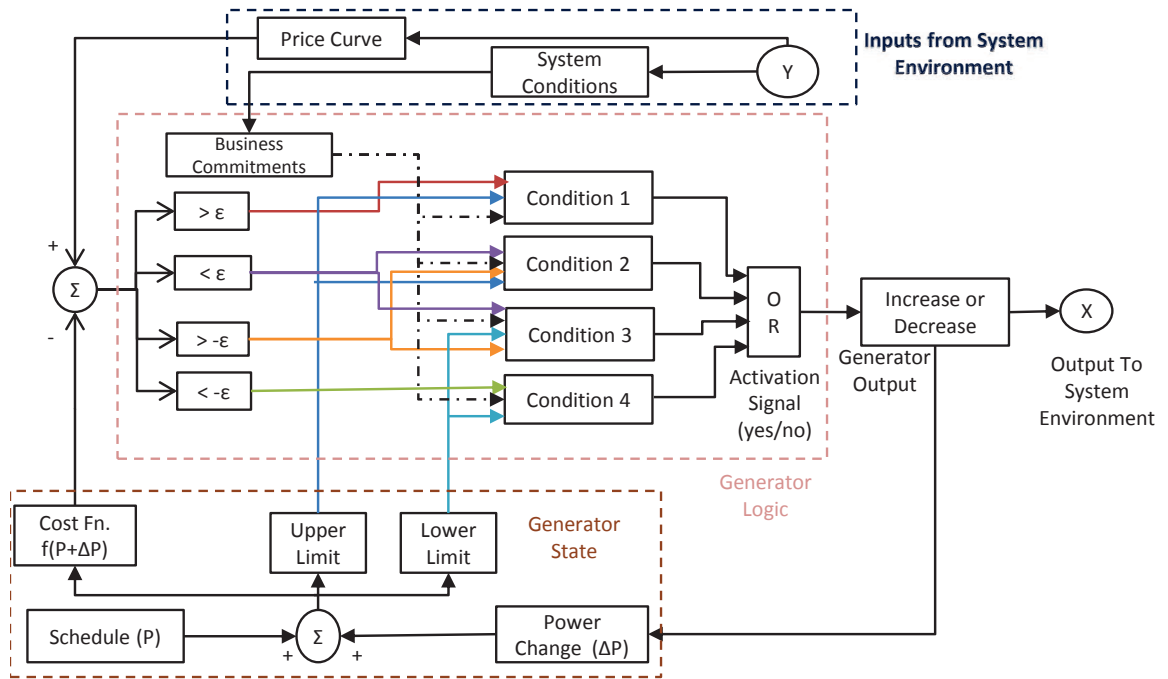 Price Curve
System
Conditions
Y
Inputs from System
Environment
Business
Commitments
> ε
< ε
> -ε
< -ε
+
Σ
-
Condition 1
Condition 2
Condition 3
Condition 4
O
R
Activation
Signal
(yes/no)
Increase or
Decrease
Generator
Output
X
Output To
System
Environment
Generator
Logic
Cost Fn.
f(P+ΔP)
Upper
Limit
Lower
Limit
Generator
State
Schedule (P)
Σ
+
+
Power
Change (ΔP)